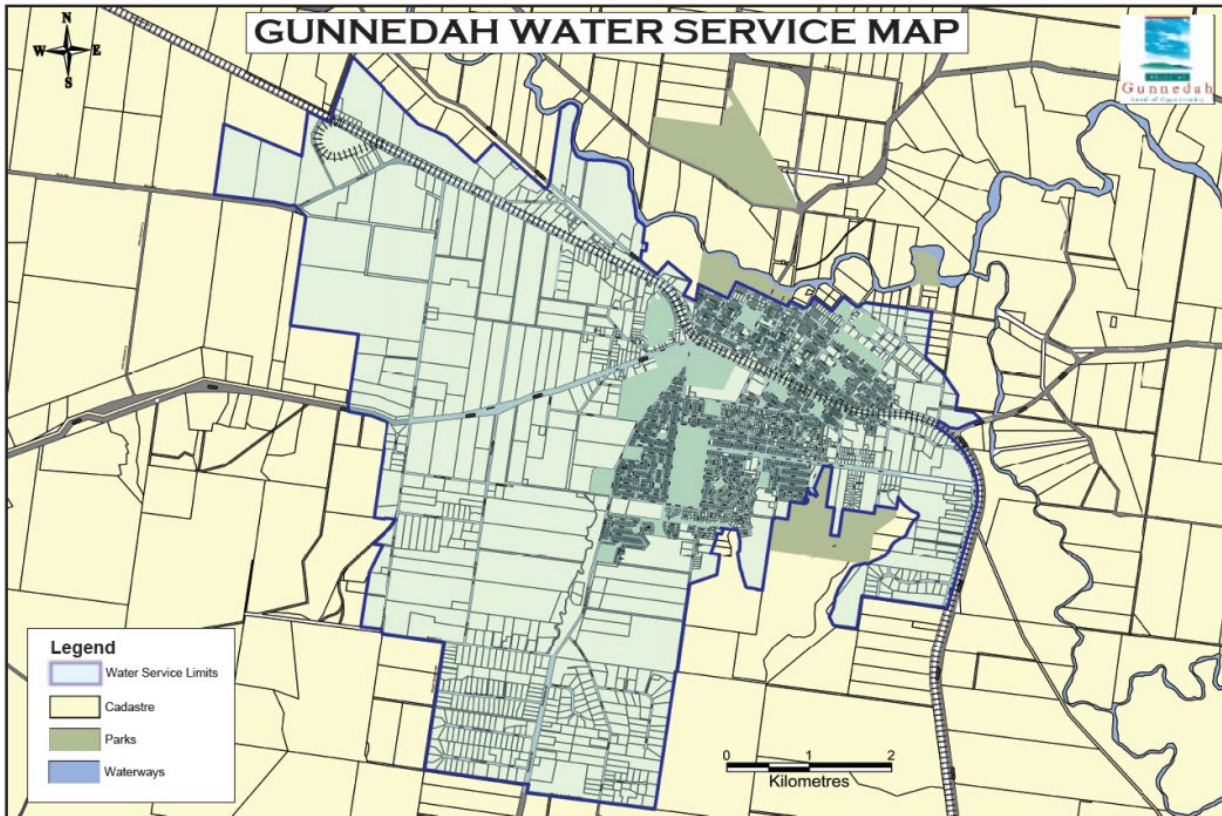 GUNNEDAH WATER SERVICE MAP
N
W E
S
Gunnedah
Legend
Water Service Limits
Cadastre
Parks
Waterways
0 1 2
Kilometres